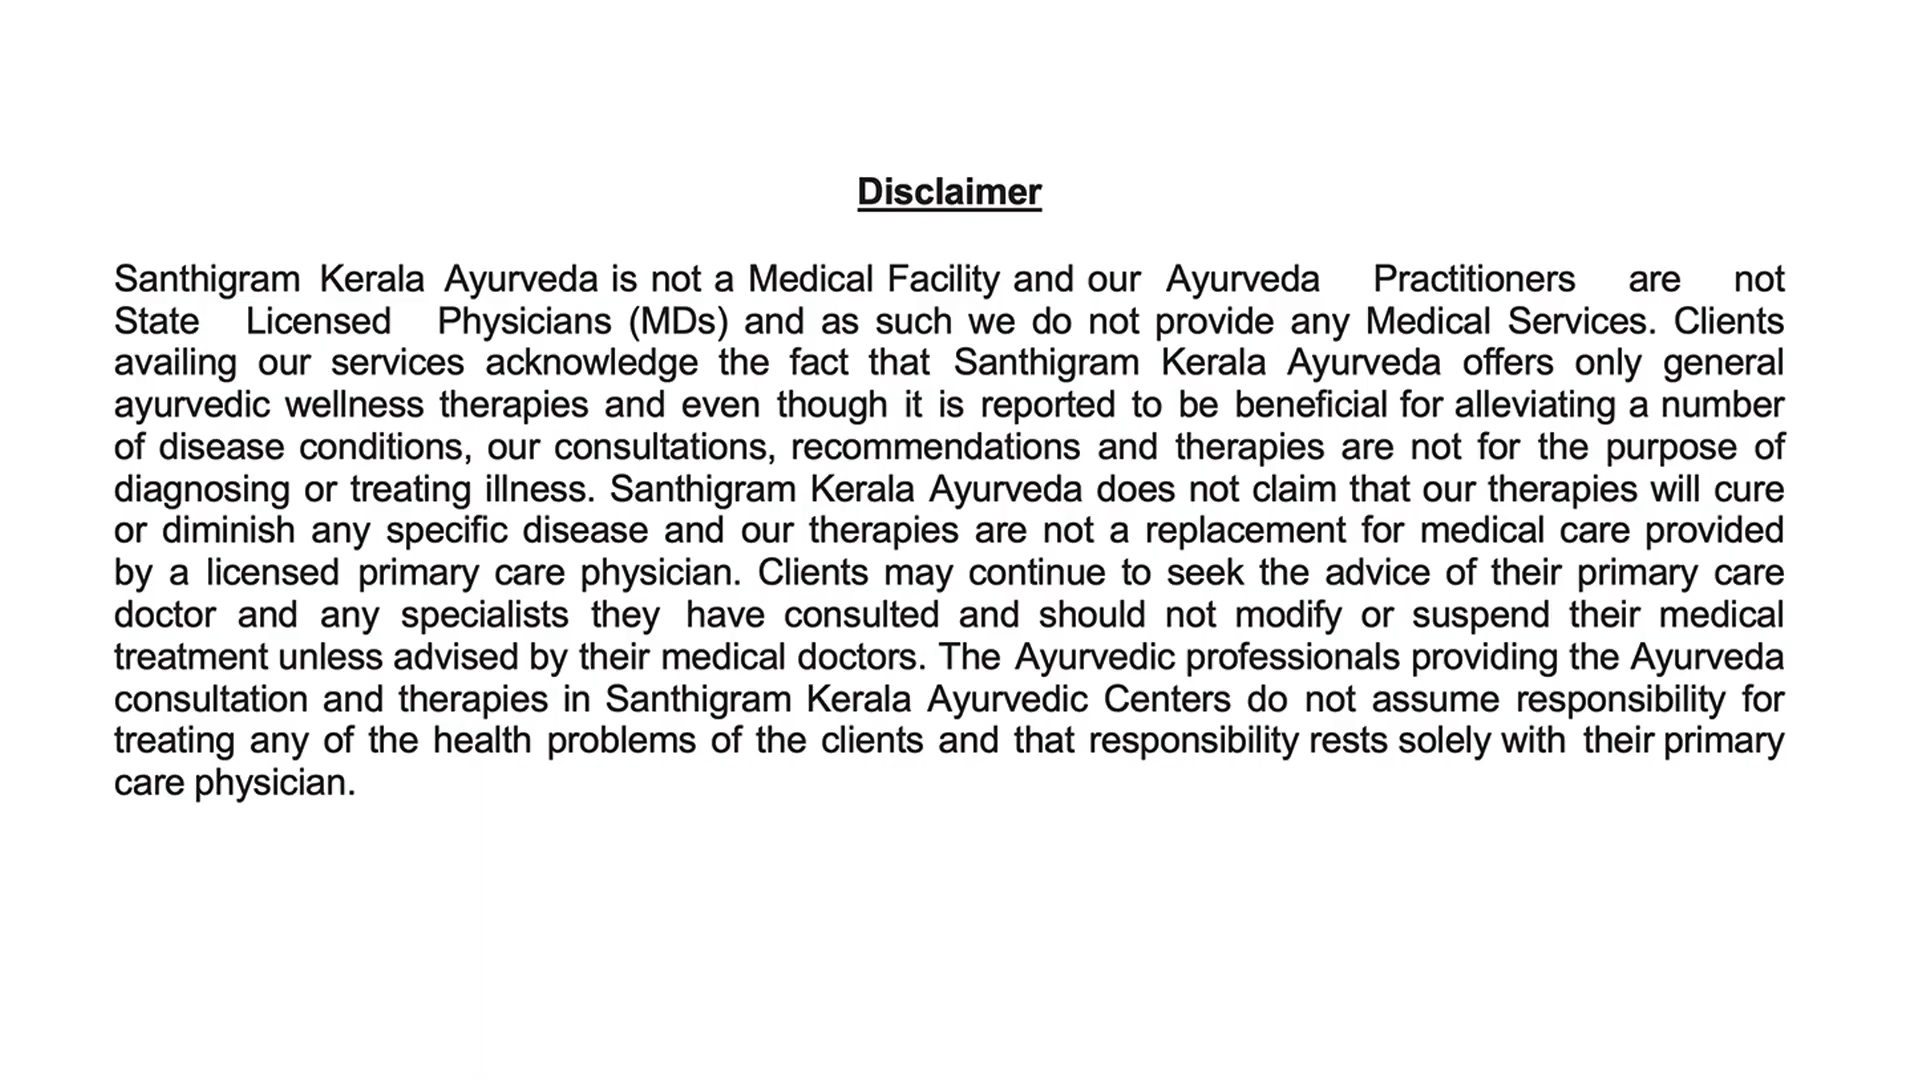 Disclaimer
Santhigram Kerala Ayurveda is not a Medical Facility and our Ayurveda Practitioners are not
State Licensed Physicians (MDs) and as such we do not provide any Medical Services. Clients
availing our services acknowledge the fact that Santhigram Kerala Ayurveda offers only general
ayurvedic wellness therapies and even though it is reported to be beneficial for alleviating a number
of disease conditions, our consultations, recommendations and therapies are not for the purpose of
diagnosing or treating illness. Santhigram Kerala Ayurveda does not claim that our therapies will cure
or diminish any specific disease and our therapies are not a replacement for medical care provided
by a licensed primary care physician. Clients may continue to seek the advice of their primary care
doctor and any specialists they have consulted and should not modify or suspend their medical
treatment unless advised by their medical doctors. The Ayurvedic professionals providing the Ayurveda
consultation and therapies in Santhigram Kerala Ayurvedic Centers do not assume responsibility for
treating any of the health problems of the clients and that responsibility rests solely with their primary
care physician.